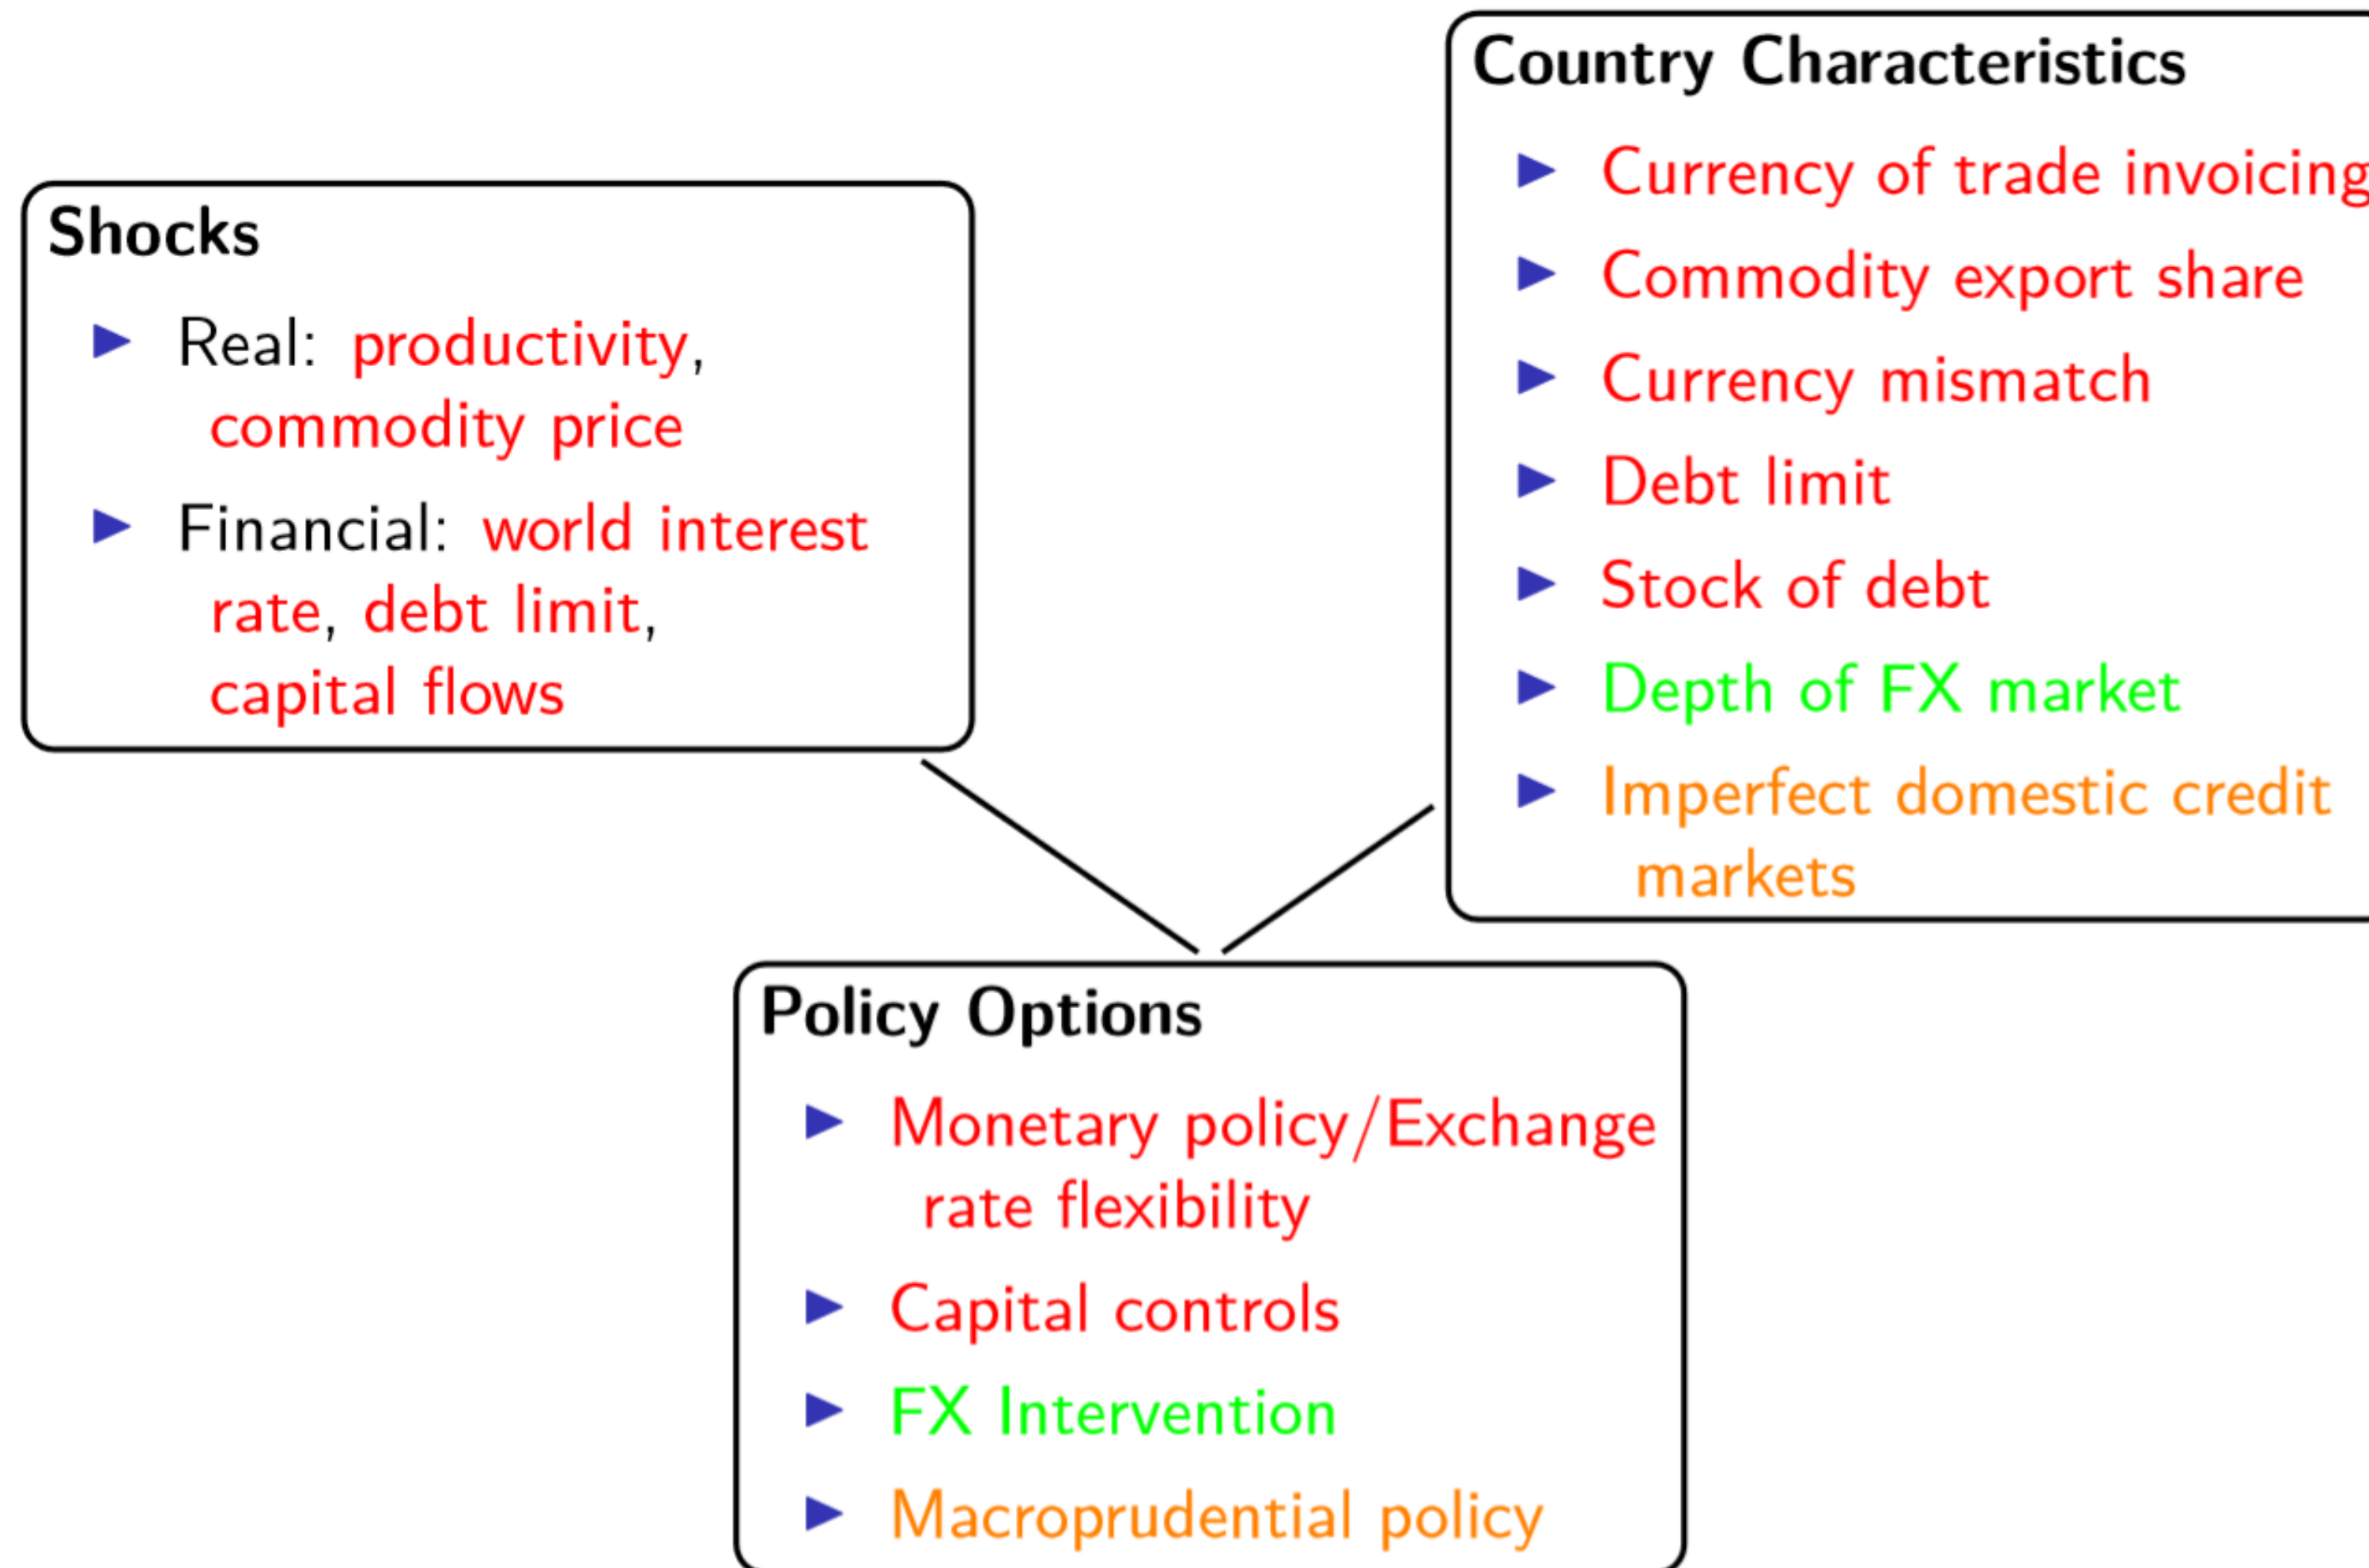 Shocks
Real: productivity,
commodity price
Financial: world interest
rate, debt limit,
capital flows
Country Characteristics
Currency of trade invoicing
Commodity export share
Currency mismatch
Debt limit
Stock of debt
Depth of FX market
Imperfect domestic credit
markets
Policy Options
Monetary policy/Exchange
rate flexibility
Capital controls
FX Intervention
Macroprudential policy